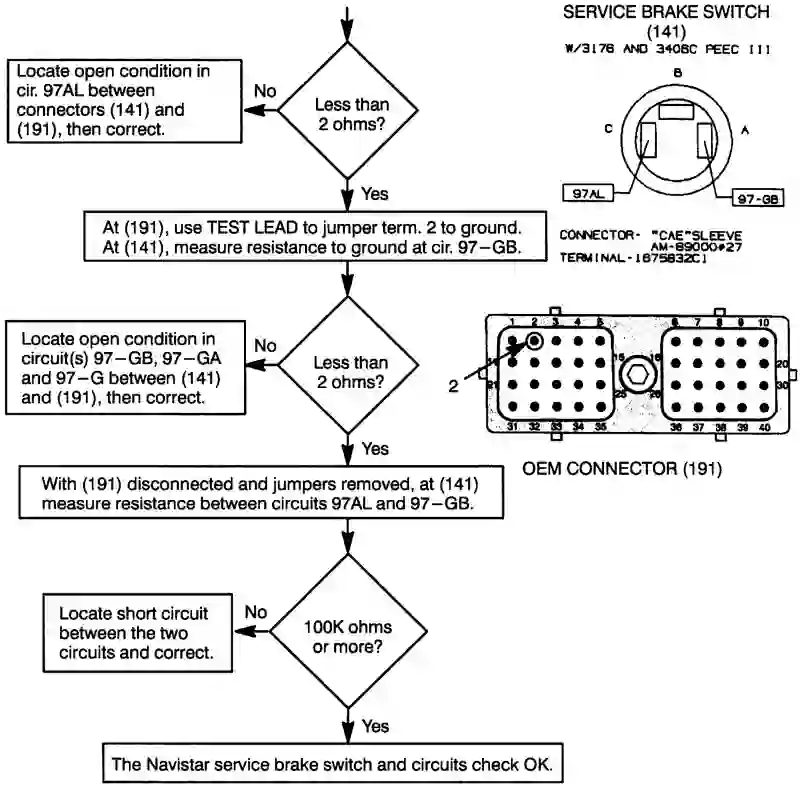 SERVICE BRAKE SWITCH
(141)
W/3176 AND 3406C PEEC III
B
C
A
97AL
97-GB
CONNECTOR- "CAE"SLEEVE
AM-89000#27
TERMINAL-1675832C1
Less than
2 ohms?
No
Locate open condition in
cir. 97AL between
connectors (141) and
(191), then correct.
Yes
At (191), use TEST LEAD to jumper term. 2 to ground.
At (141), measure resistance to ground at cir. 97–GB.
Less than
2 ohms?
No
Locate open condition in
circuit(s) 97–GB, 97–GA
and 97–G between (141)
and (191), then correct.
Yes
1 2 3 4 5 6 7 8 9 10
15 16 20
2
21 25 26 30
31 32 33 34 35 36 37 38 39 40
OEM CONNECTOR (191)
With (191) disconnected and jumpers removed, at (141)
measure resistance between circuits 97AL and 97–GB.
100K ohms
or more?
No
Locate short circuit
between the two
circuits and correct.
Yes
The Navistar service brake switch and circuits check OK.